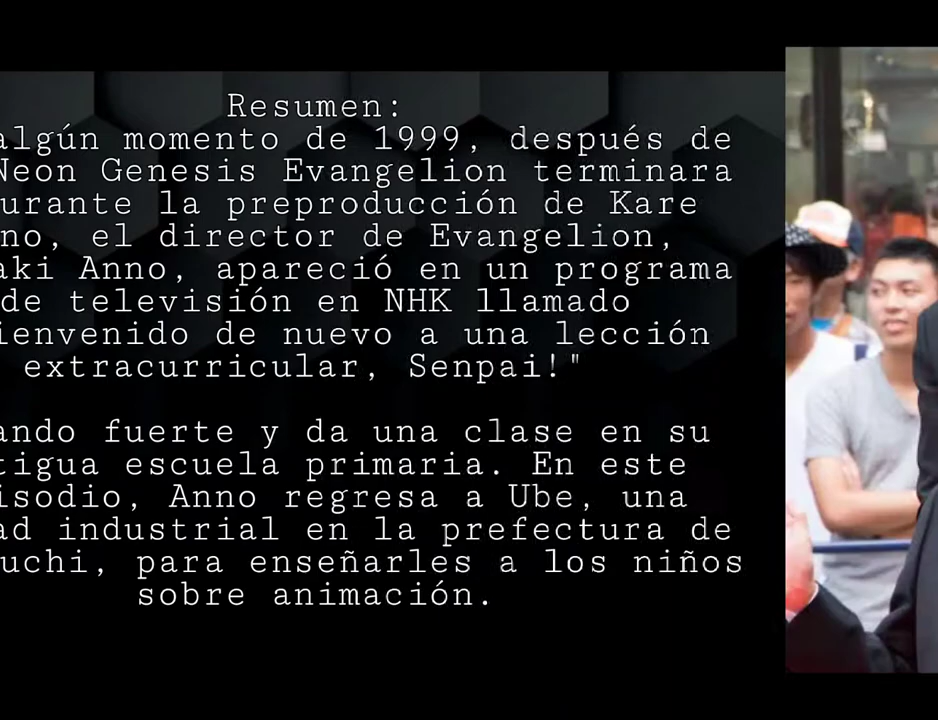 Resumen:
algún momento de 1999, después de
Neon Genesis Evangelion terminara
urante la preproducción de Kare
no, el director de Evangelion,
aki Anno, apareció en un programa
de televisión en NHK llamado
ienvenido de nuevo a una lección
extracurricular, Senpai!"
ando fuerte y da una clase en su
tigua escuela primaria. En este
isodio, Anno regresa a Ube, una
ad industrial en la prefectura de
uchi, para enseñarles a los niños
sobre animación.